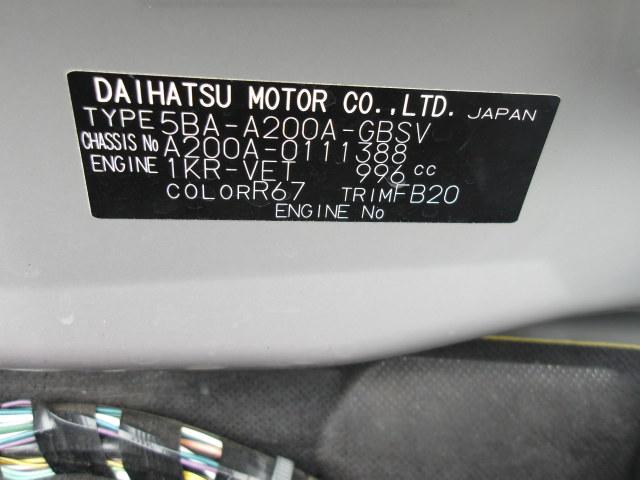 DAIHATSU MOTOR CO.,LTD. JAPAN
TYPE 5BA-A200A-GBSV
CHASSIS No A200A-0111388
ENGINE 1KR-VET 996 cc
COLOR R67 TRIM FB20
ENGINE No